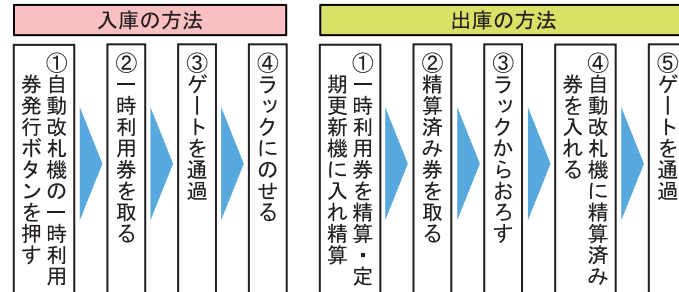 入庫の方法
①自動改札機の一時利用
券発行ボタンを押す
②一時利用券を取る
③ゲートを通過
④ラックにのせる
出庫の方法
①一時利用券を精算・定
期更新機に入れ精算
②精算済み券を取る
③ラックからおろす
④自動改札機に精算済み
券を入れる
⑤ゲートを通過